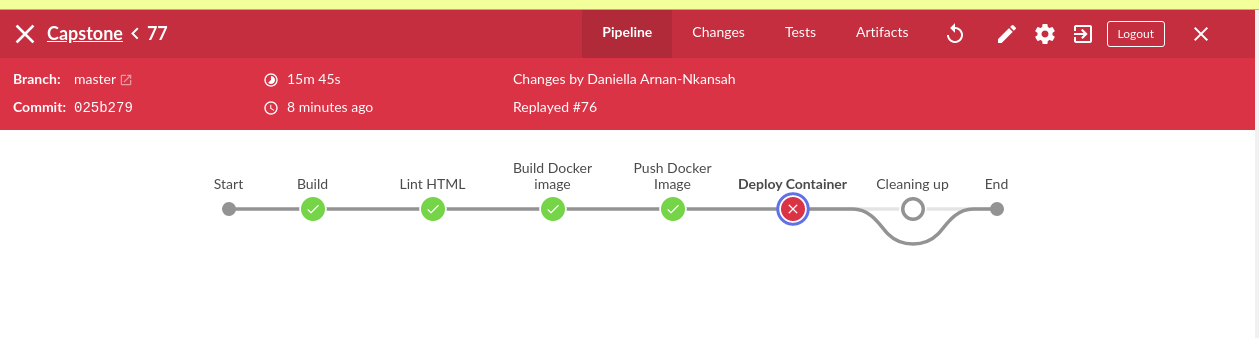 Capstone < 77
Pipeline
Changes
Tests
Artifacts
Logout
Branch: master
15m 45s
Changes by Daniella Arnan-Nkansah
Commit: 025b279
8 minutes ago
Replayed #76
Start
Build
Lint HTML
Build Docker
image
Push Docker
Image
Deploy Container
Cleaning up
End